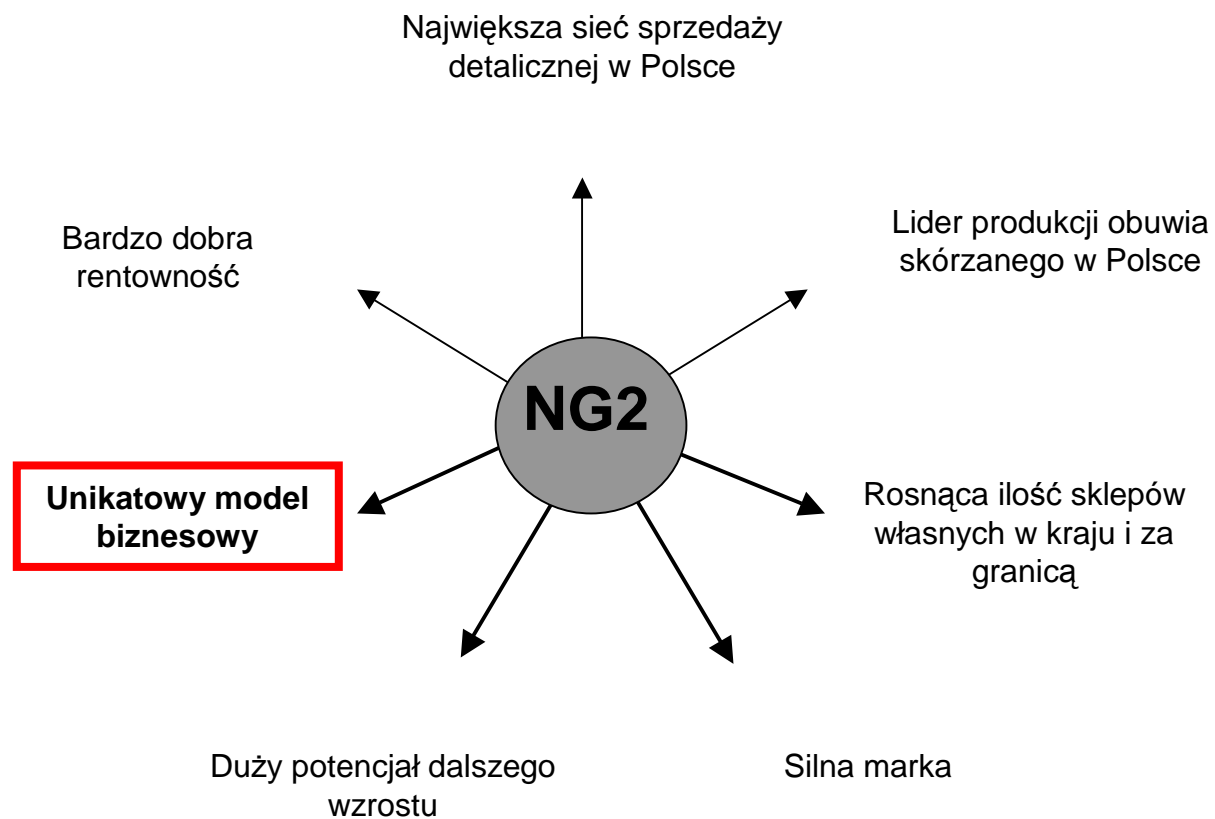 Największa sieć sprzedaży
detalicznej w Polsce
Bardzo dobra
rentowność
Lider produkcji obuwia
skórzanego w Polsce
NG2
Unikatowy model
biznesowy
Rosnąca ilość sklepów
własnych w kraju i za
granicą
Duży potencjał dalszego
wzrostu
Silna marka